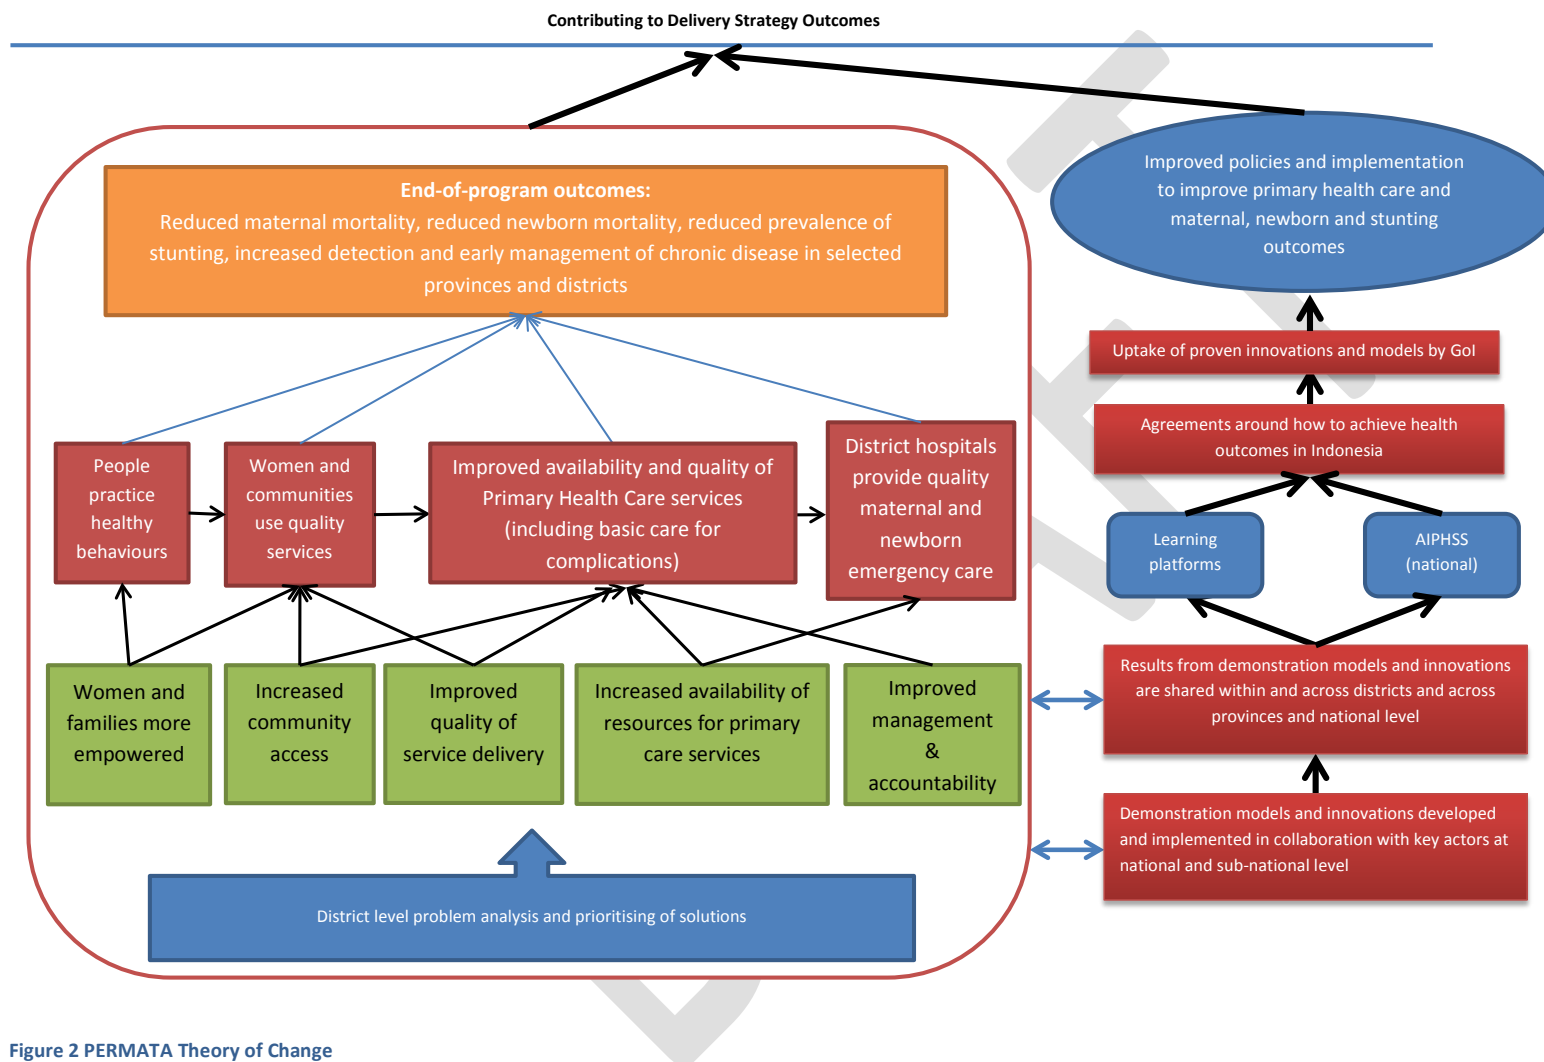 Contributing to Delivery Strategy Outcomes
End-of-program outcomes:
Reduced maternal mortality, reduced newborn mortality, reduced prevalence of
stunting, increased detection and early management of chronic disease in selected
provinces and districts
Improved policies and implementation
to improve primary health care and
maternal, newborn and stunting
outcomes
Uptake of proven innovations and models by GoI
Agreements around how to achieve health
outcomes in Indonesia
People
practice
healthy
behaviours
Women and
communities
use quality
services
Improved availability and quality of
Primary Health Care services
(including basic care for
complications)
District hospitals
provide quality
maternal and
newborn
emergency care
Learning
platforms
AIPHSS
(national)
Women and
families more
empowered
Increased
community
access
Improved
quality of
service delivery
Increased availability of
resources for primary
care services
Improved
management
&
accountability
Results from demonstration models and innovations
are shared within and across districts and across
provinces and national level
Demonstration models and innovations developed
and implemented in collaboration with key actors at
national and sub-national level
District level problem analysis and prioritising of solutions
Figure 2 PERMATA Theory of Change